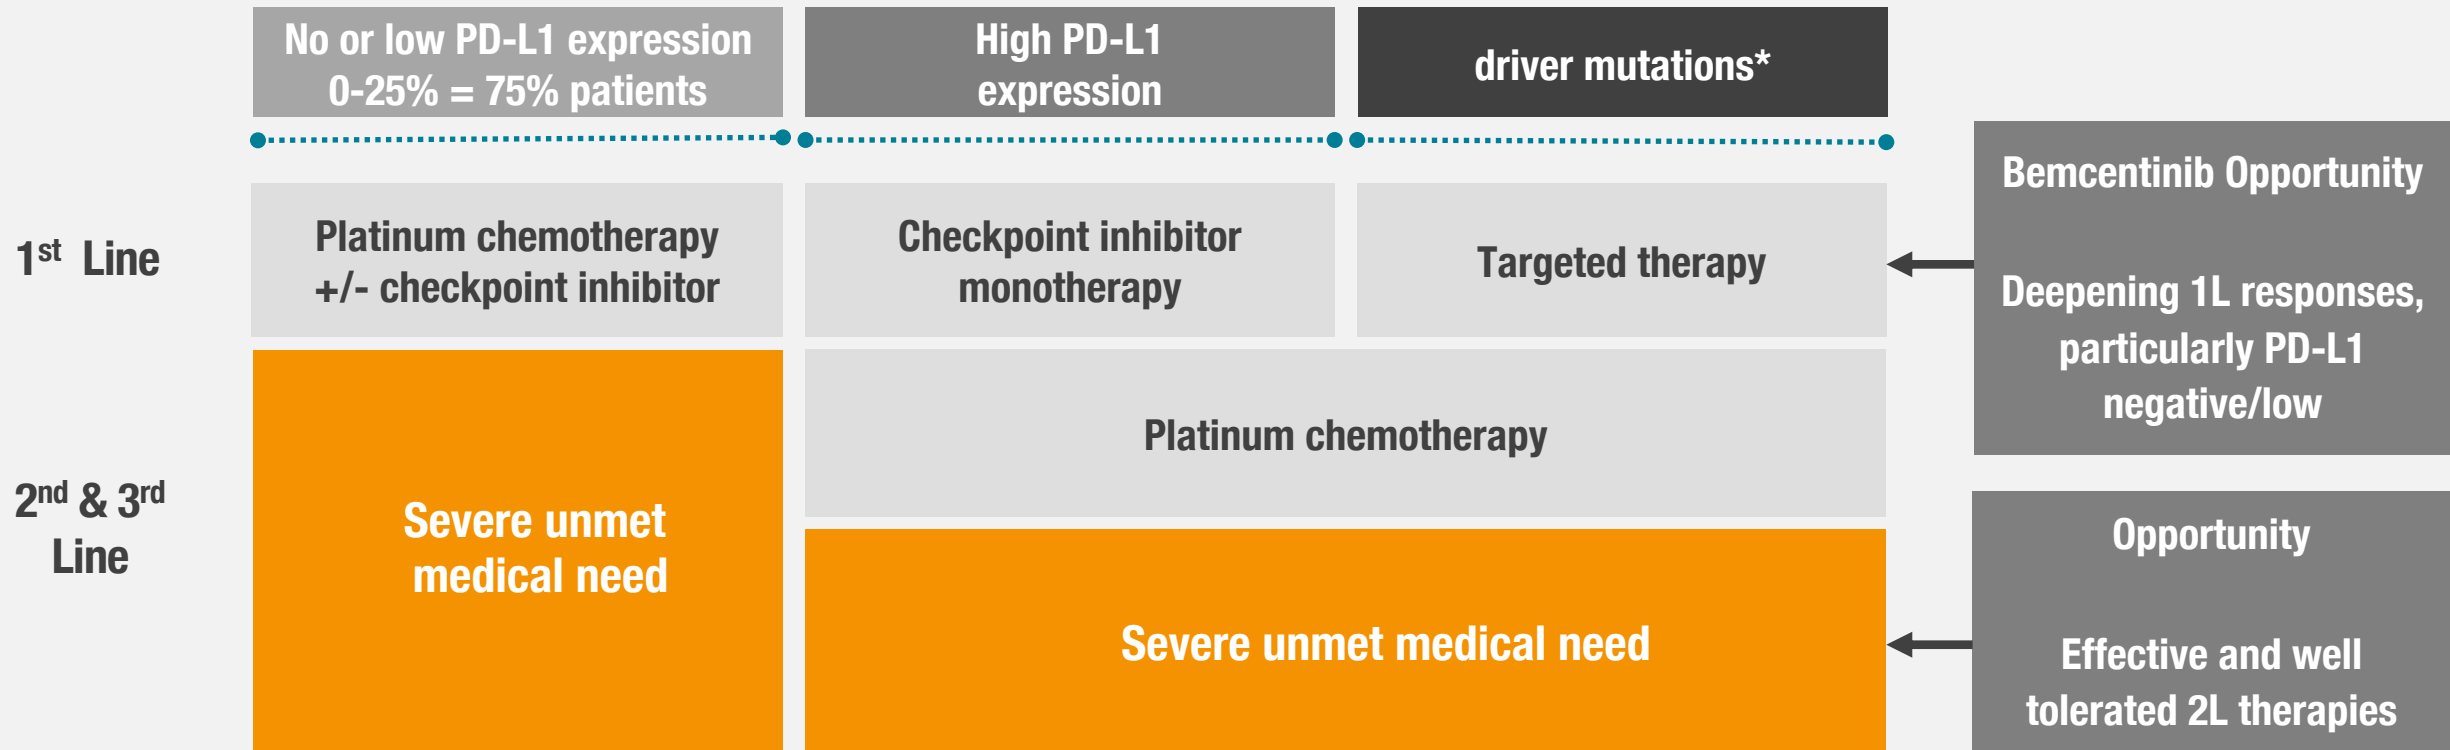 No or low PD-L1 expression
0-25% = 75% patients
High PD-L1
expression
driver mutations*
1st Line
Platinum chemotherapy
+/- checkpoint inhibitor
Checkpoint inhibitor
monotherapy
Targeted therapy
Bemcentinib Opportunity
Deepening 1L responses,
particularly PD-L1
negative/low
2nd & 3rd
Line
Severe unmet
medical need
Platinum chemotherapy
Severe unmet medical need
Opportunity
Effective and well
tolerated 2L therapies